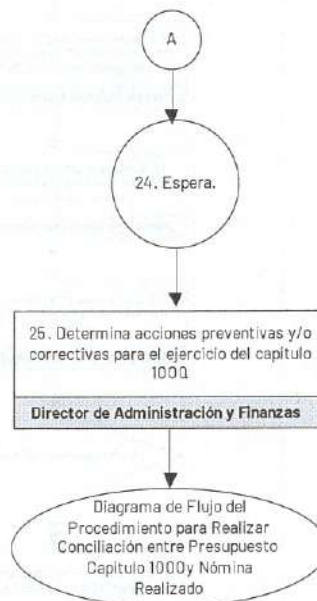 A
24. Espera.
25. Determina acciones preventivas y/o
correctivas para el ejercicio del capítulo
1000.
Director de Administración y Finanzas
Diagrama de Flujo del
Procedimiento para Realizar
Conciliación entre Presupuesto
Capitulo 1000 y Nómina
Realizado